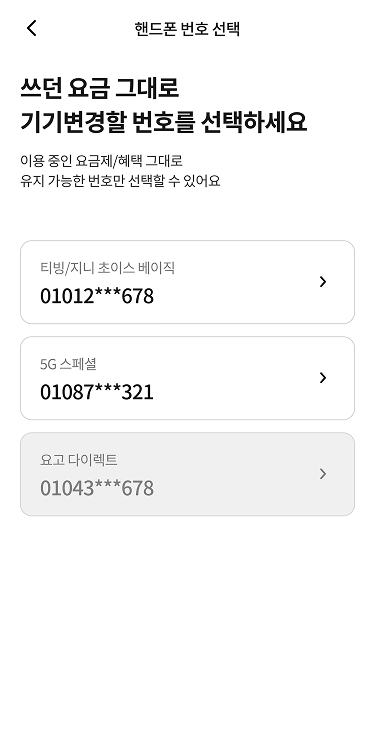 핸드폰 번호 선택
쓰던 요금 그대로
기기변경할 번호를 선택하세요
이용 중인 요금제/혜택 그대로
유지 가능한 번호만 선택할 수 있어요
티빙/지니 초이스 베이직
01012***678
5G 스페셜
01087***321
요고 다이렉트
01043***678